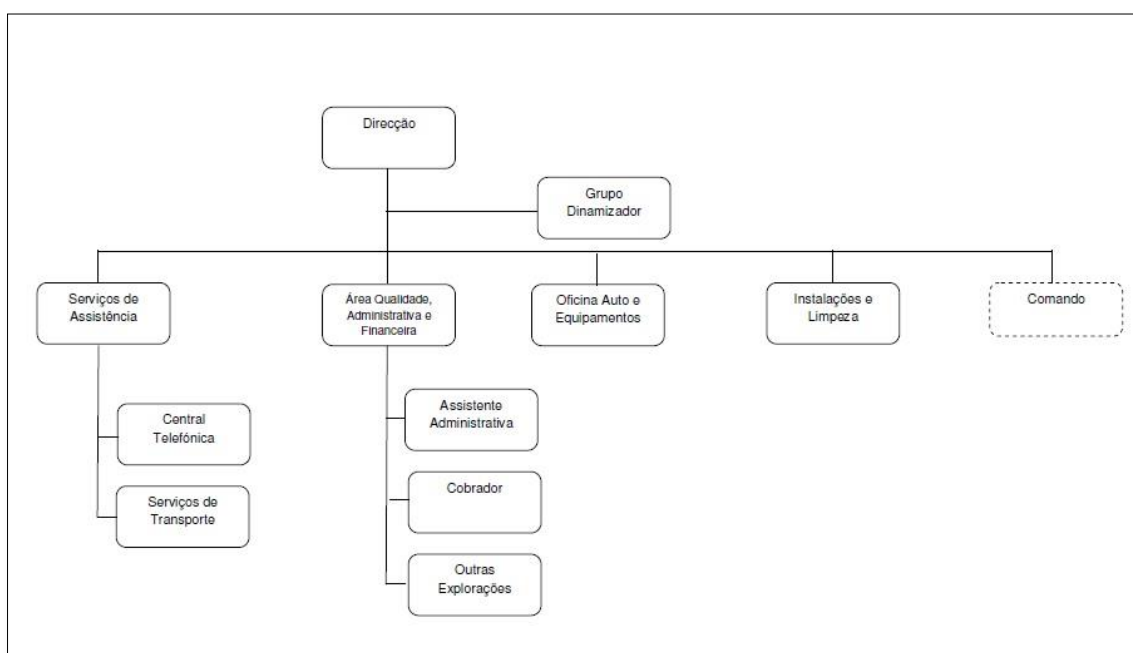 Direcção
Grupo
Dinamizador
Serviços de
Assistência
Área Qualidade,
Administrativa e
Financeira
Oficina Auto e
Equipamentos
Instalações e
Limpeza
Comando
Central
Telefónica
Serviços de
Transporte
Assistente
Administrativa
Cobrador
Outras
Explorações